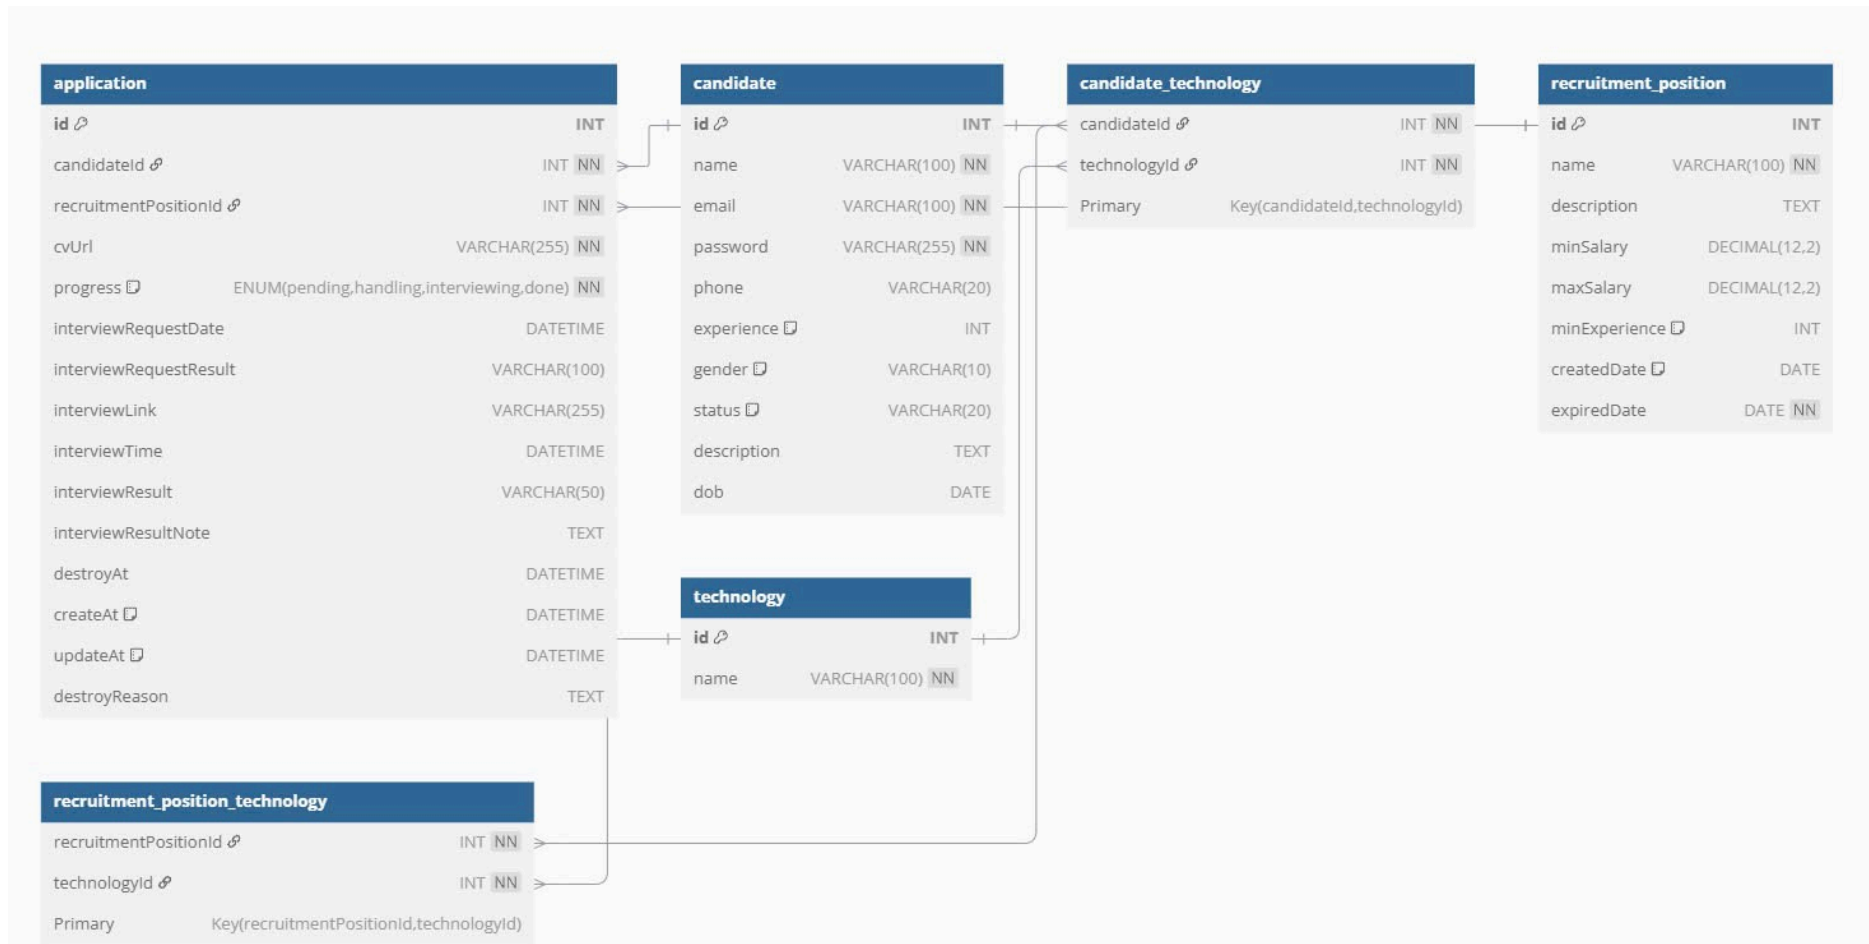 application
id INT
candidateId INT NN
recruitmentPositionId INT NN
cvUrl VARCHAR(255) NN
progress ENUM(pending,handling,interviewing,done) NN
interviewRequestDate DATETIME
interviewRequestResult VARCHAR(100)
interviewLink VARCHAR(255)
interviewTime DATETIME
interviewResult VARCHAR(50)
interviewResultNote TEXT
destroyAt DATETIME
createAt DATETIME
updateAt DATETIME
destroyReason TEXT
candidate
id INT
name VARCHAR(100) NN
email VARCHAR(100) NN
password VARCHAR(255) NN
phone VARCHAR(20)
experience INT
gender VARCHAR(10)
status VARCHAR(20)
description TEXT
dob DATE
candidate_technology
candidateId INT NN
technologyId INT NN
Primary Key(candidateId,technologyId)
recruitment_position
id INT
name VARCHAR(100) NN
description TEXT
minSalary DECIMAL(12,2)
maxSalary DECIMAL(12,2)
minExperience INT
createdDate DATE
expiredDate DATE NN
technology
id INT
name VARCHAR(100) NN
recruitment_position_technology
recruitmentPositionId INT NN
technologyId INT NN
Primary Key(recruitmentPositionId,technologyId)